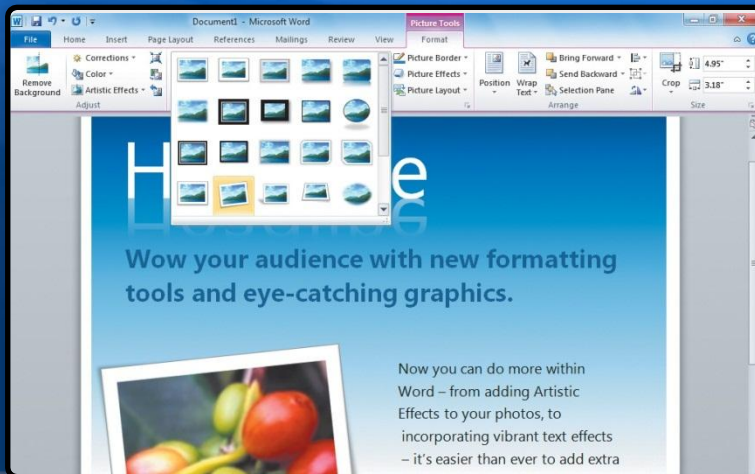 Document1 - Microsoft Word
Picture Tools
File Home Insert Page Layout References Mailings Review View Format
Remove Background
Corrections
Color
Artistic Effects
Adjust
Picture Border
Picture Effects
Picture Layout
Position
Wrap Text
Bring Forward
Send Backward
Selection Pane
Arrange
Crop
4.95"
3.18"
Size
H e
Wow your audience with new formatting
tools and eye-catching graphics.
Now you can do more within
Word – from adding Artistic
Effects to your photos, to
incorporating vibrant text effects
– it's easier than ever to add extra